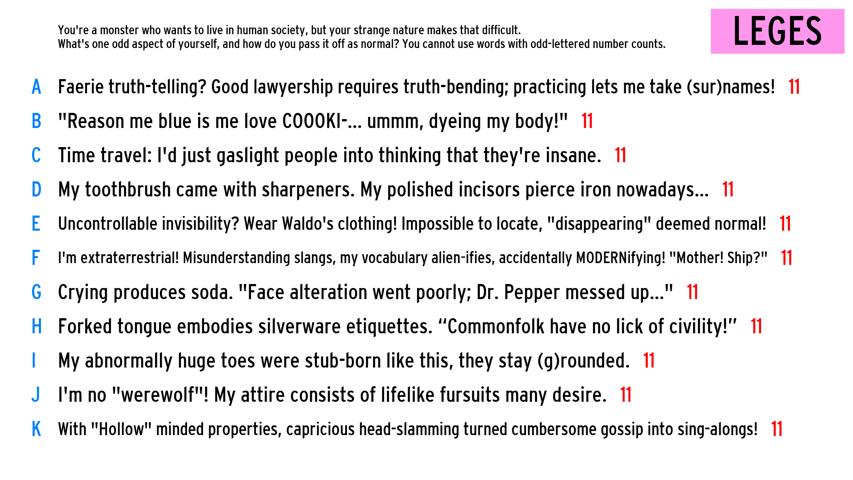 You're a monster who wants to live in human society, but your strange nature makes that difficult.
What's one odd aspect of yourself, and how do you pass it off as normal? You cannot use words with odd-lettered number counts.
LEGES
A Faerie truth-telling? Good lawyership requires truth-bending; practicing lets me take (sur)names! 11
B "Reason me blue is me love COOOKI-... ummm, dyeing my body!" 11
C Time travel: I'd just gaslight people into thinking that they're insane. 11
D My toothbrush came with sharpeners. My polished incisors pierce iron nowadays... 11
E Uncontrollable invisibility? Wear Waldo's clothing! Impossible to locate, "disappearing" deemed normal! 11
F I'm extraterrestrial! Misunderstanding slangs, my vocabulary alien-ifies, accidentally MODERNifying! "Mother! Ship?" 11
G Crying produces soda. "Face alteration went poorly; Dr. Pepper messed up..." 11
H Forked tongue embodies silverware etiquettes. “Commonfolk have no lick of civility!” 11
I My abnormally huge toes were stub-born like this, they stay (g)rounded. 11
J I'm no "werewolf"! My attire consists of lifelike fursuits many desire. 11
K With "Hollow" minded properties, capricious head-slamming turned cumbersome gossip into sing-alongs! 11